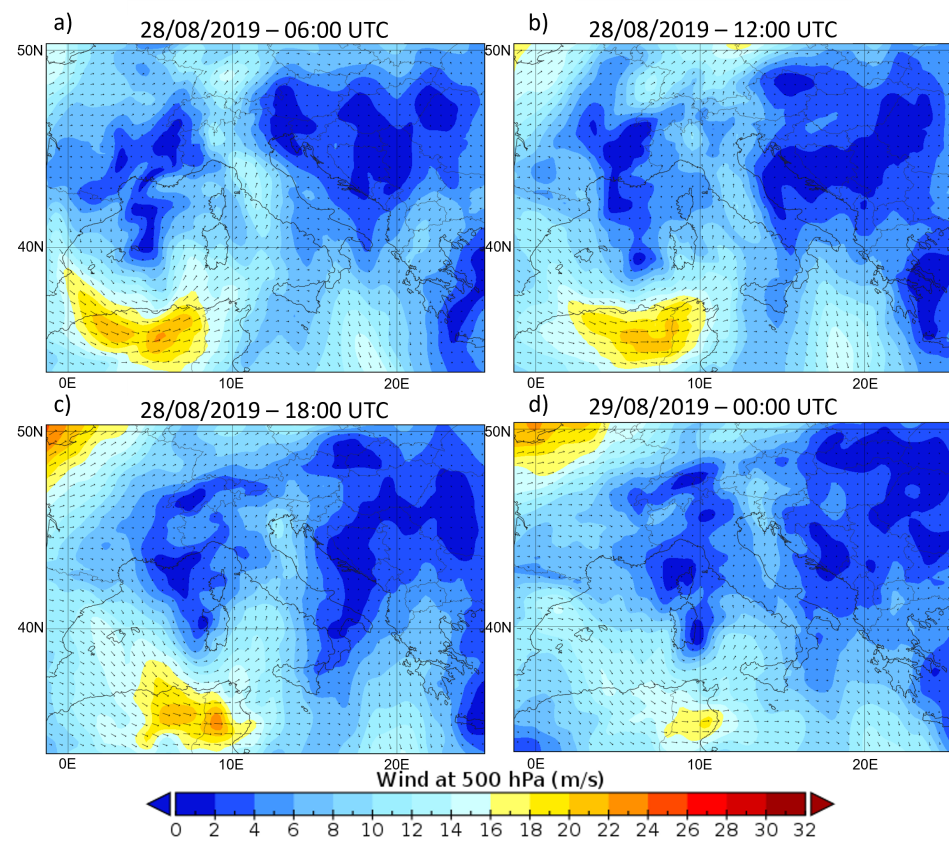 a) 28/08/2019 – 06:00 UTC
b) 28/08/2019 – 12:00 UTC
50N 50N
40N 40N
0E 10E 20E 0E 10E 20E
c) 28/08/2019 – 18:00 UTC
d) 29/08/2019 – 00:00 UTC
50N 50N
40N 40N
0E 10E 20E 0E 10E 20E
Wind at 500 hPa (m/s)
0 2 4 6 8 10 12 14 16 18 20 22 24 26 28 30 32